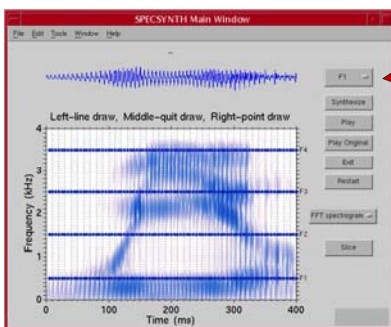 SPECSYNTH Main Window
File Edit Tools Window Help
F1
Synthesize
Play
Play Original
Exit
Restart
FFT spectrogram
Slice
Left-line draw, Middle-quit draw, Right-point draw
4
3
2
1
0
Frequency (kHz)
F4
F3
F2
F1
0 100 200 300 400
Time (ms)